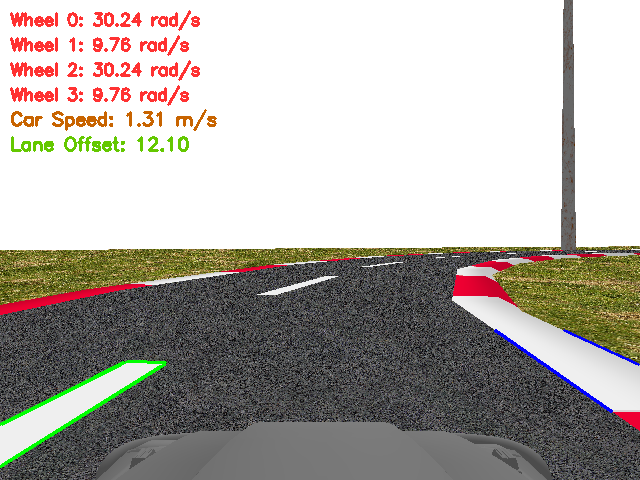 Wheel 0: 30.24 rad/s
Wheel 1: 9.76 rad/s
Wheel 2: 30.24 rad/s
Wheel 3: 9.76 rad/s
Car Speed: 1.31 m/s
Lane Offset: 12.10